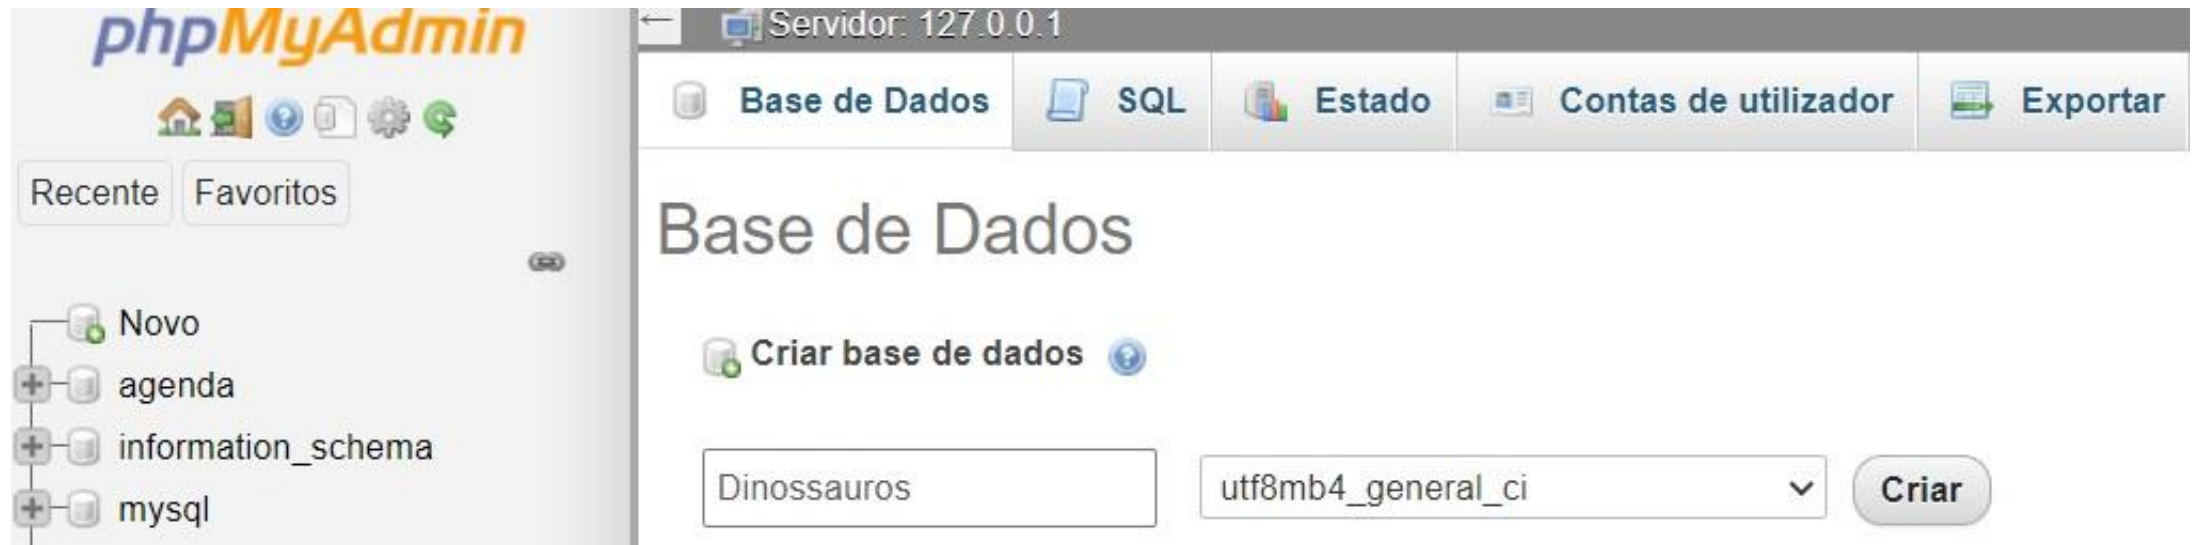 phpMyAdmin
Recente Favoritos
Novo
agenda
information_schema
mysql
Servidor: 127.0.0.1
Base de Dados SQL Estado Contas de utilizador Exportar
Base de Dados
Criar base de dados
Dinossauros utf8mb4_general_ci Criar